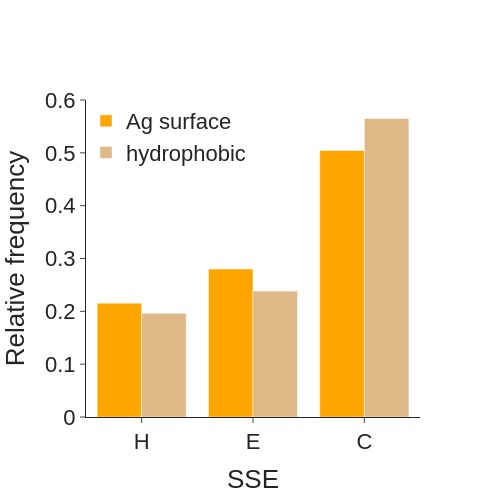 0.6
0.5
0.4
0.3
0.2
0.1
0
Relative frequency
Ag surface
hydrophobic
H E C
SSE